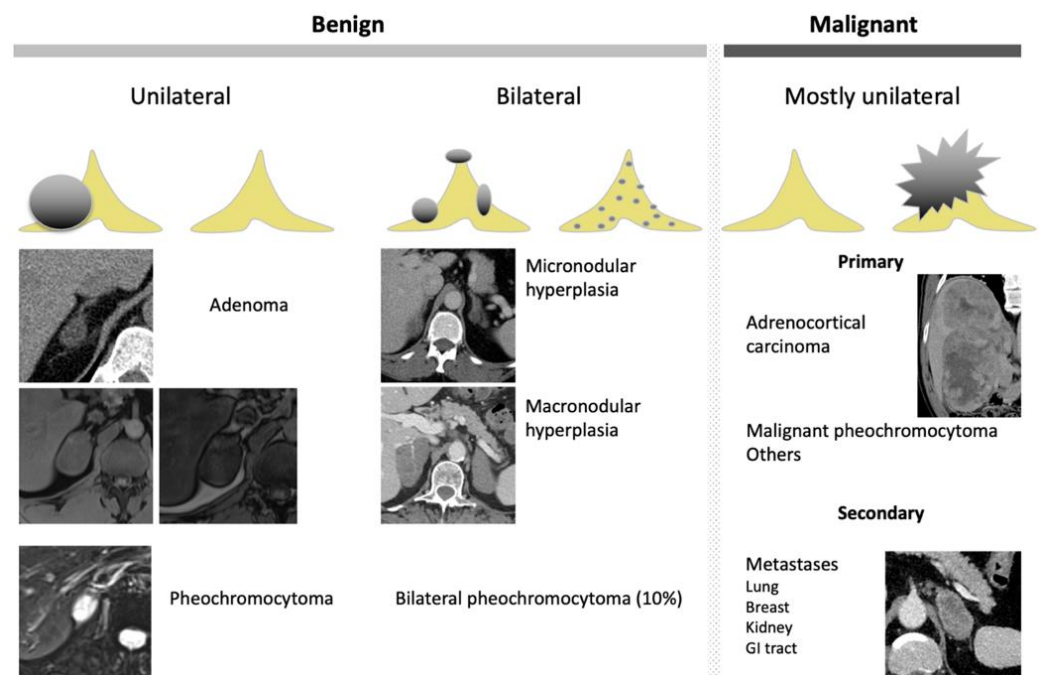 Benign
Malignant
Unilateral
Bilateral
Mostly unilateral
Adenoma
Micronodular
hyperplasia
Macronodular
hyperplasia
Pheochromocytoma
Bilateral pheochromocytoma (10%)
Primary
Adrenocortical
carcinoma
Malignant pheochromocytoma
Others
Secondary
Metastases
Lung
Breast
Kidney
GI tract